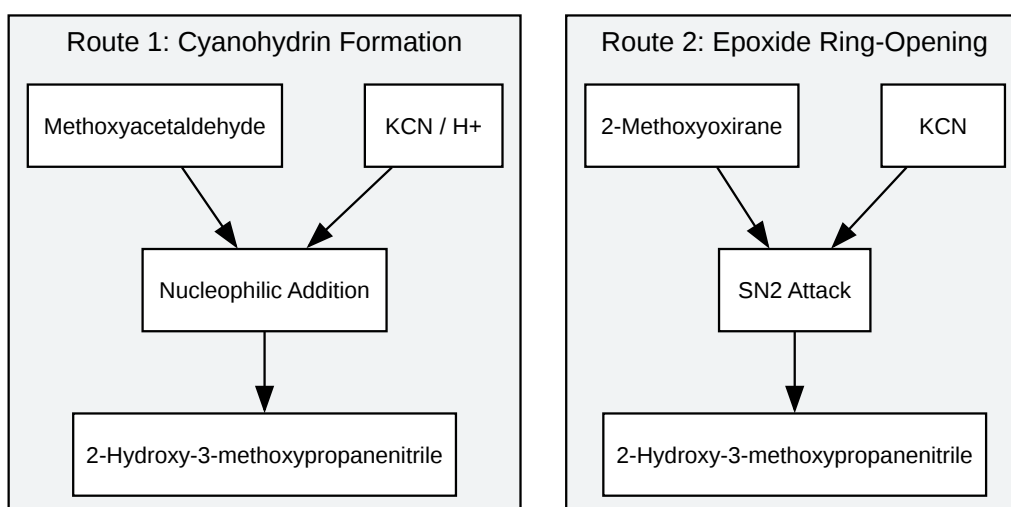 Route 1: Cyanohydrin Formation
Methoxyacetaldehyde
KCN / H+
Nucleophilic Addition
2-Hydroxy-3-methoxypropanenitrile
Route 2: Epoxide Ring-Opening
2-Methoxyoxirane
KCN
SN2 Attack
2-Hydroxy-3-methoxypropanenitrile